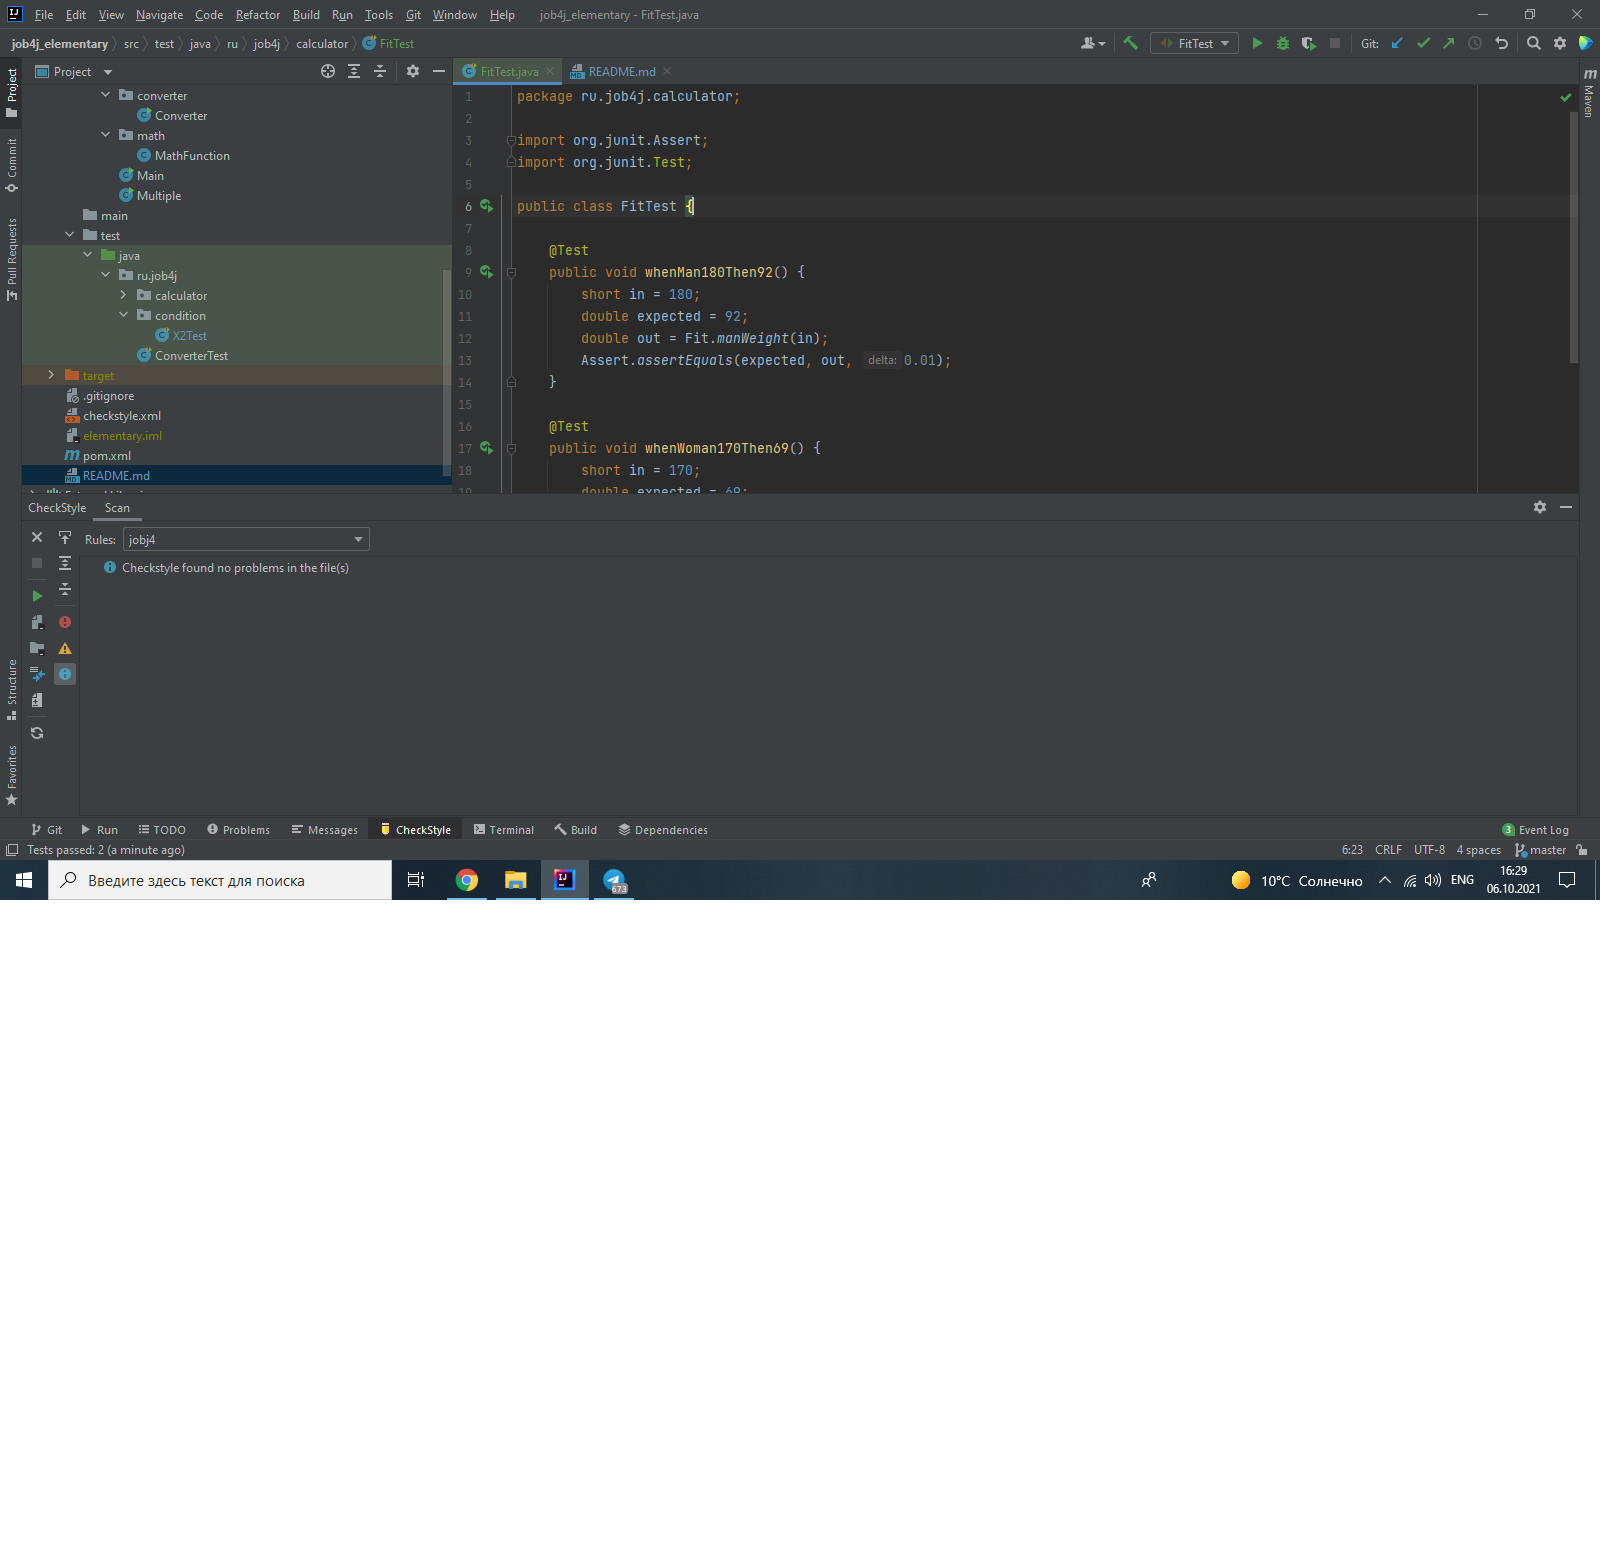 File Edit View Navigate Code Refactor Build Run Tools Git Window Help job4j_elementary - FitTest.java
job4j_elementary src test java ru job4j calculator FitTest FitTest Git:
Project
FitTest.java README.md
Project
Commit
Pull Requests
Structure
Favorites
Maven
converter
Converter
math
MathFunction
Main
Multiple
main
test
java
ru.job4j
calculator
condition
X2Test
ConverterTest
target
.gitignore
checkstyle.xml
elementary.iml
pom.xml
README.md
1 package ru.job4j.calculator;
2
3 import org.junit.Assert;
4 import org.junit.Test;
5
6 public class FitTest {
7
8 @Test
9 public void whenMan180Then92() {
10 short in = 180;
11 double expected = 92;
12 double out = Fit.manWeight(in);
13 Assert.assertEquals(expected, out, delta: 0.01);
14 }
15
16 @Test
17 public void whenWoman170Then69() {
18 short in = 170;
19 double expected = 69;
CheckStyle Scan
Rules: jobj4
Checkstyle found no problems in the file(s)
Git Run TODO Problems Messages CheckStyle Terminal Build Dependencies 3 Event Log
Tests passed: 2 (a minute ago) 6:23 CRLF UTF-8 4 spaces master
Введите здесь текст для поиска 673 10°C Солнечно ENG 16:29
06.10.2021